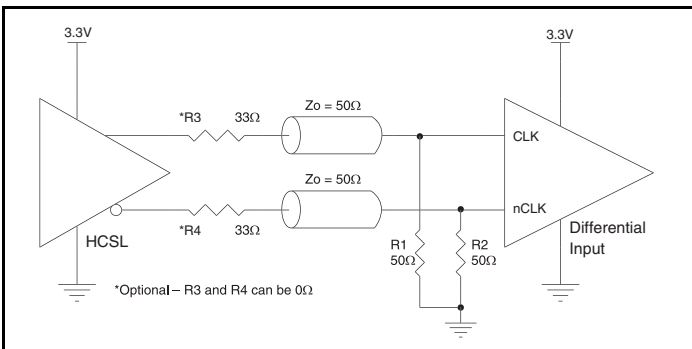 3.3V
3.3V
*R3 33Ω
Zo = 50Ω
CLK
Zo = 50Ω
nCLK
*R4 33Ω
HCSL
R1
50Ω
R2
50Ω
Differential
Input
*Optional – R3 and R4 can be 0Ω